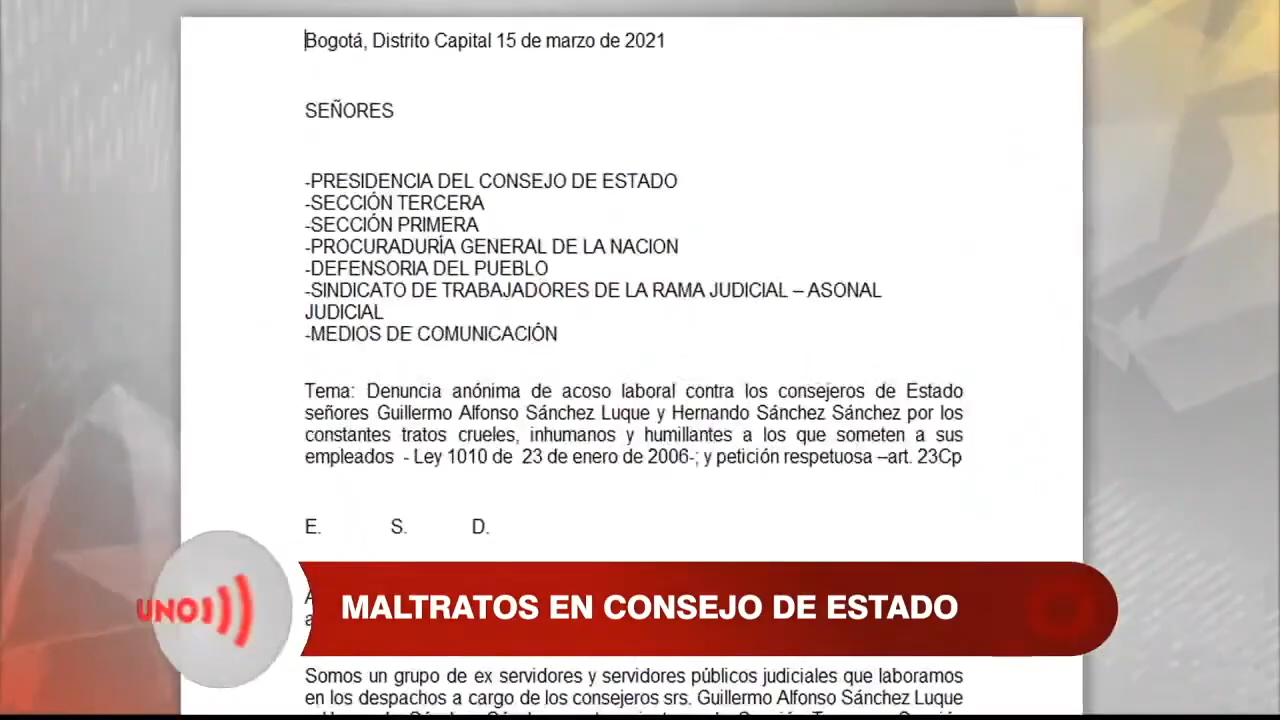 Bogotá, Distrito Capital 15 de marzo de 2021
SEÑORES
-PRESIDENCIA DEL CONSEJO DE ESTADO
-SECCIÓN TERCERA
-SECCIÓN PRIMERA
-PROCURADURÍA GENERAL DE LA NACION
-DEFENSORIA DEL PUEBLO
-SINDICATO DE TRABAJADORES DE LA RAMA JUDICIAL – ASONAL
JUDICIAL
-MEDIOS DE COMUNICACIÓN
Tema: Denuncia anónima de acoso laboral contra los consejeros de Estado
señores Guillermo Alfonso Sánchez Luque y Hernando Sánchez Sánchez por los
constantes tratos crueles, inhumanos y humillantes a los que someten a sus
empleados - Ley 1010 de 23 de enero de 2006-; y petición respetuosa –art. 23Cp
E. S. D.
UNO
MALTRATOS EN CONSEJO DE ESTADO
Somos un grupo de ex servidores y servidores públicos judiciales que laboramos
en los despachos a cargo de los consejeros srs. Guillermo Alfonso Sánchez Luque